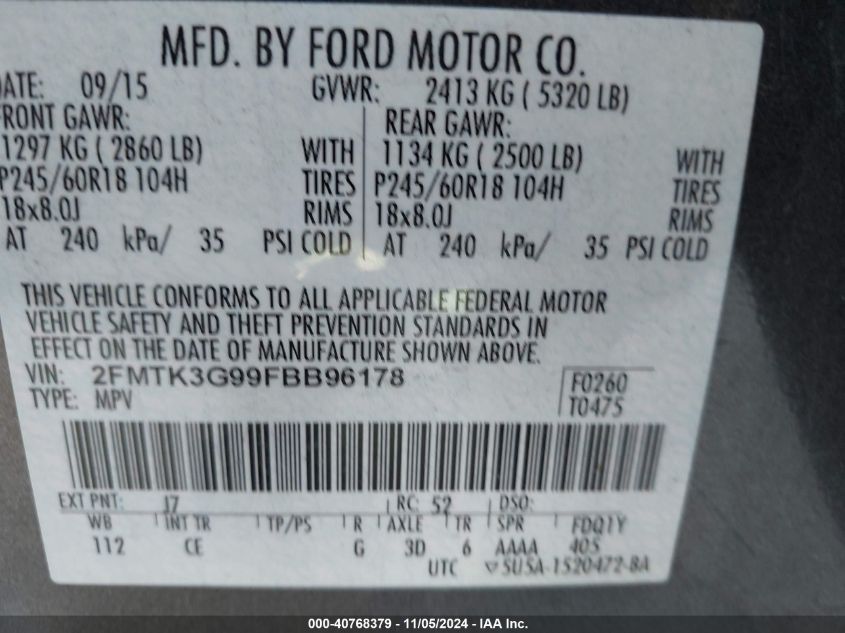 MFD. BY FORD MOTOR CO.
ATE: 09/15 GVWR: 2413 KG ( 5320 LB)
FRONT GAWR: REAR GAWR:
1297 KG ( 2860 LB) WITH 1134 KG ( 2500 LB) WITH
P245/60R18 104H TIRES P245/60R18 104H TIRES
18x8.0J RIMS 18x8.0J RIMS
AT 240 kPa/ 35 PSI COLD AT 240 kPa/ 35 PSI COLD
THIS VEHICLE CONFORMS TO ALL APPLICABLE FEDERAL MOTOR
VEHICLE SAFETY AND THEFT PREVENTION STANDARDS IN
EFFECT ON THE DATE OF MANUFACTURE SHOWN ABOVE.
VIN: 2FMTK3G99FBB96178 F0260
TYPE: MPV T0475
EXT PNT: J7 RC: 52 DSO:
WB INT TR TP/PS R AXLE TR SPR FDQ1Y
112 CE G 3D 6 AAAA 405
UTC ▽5U5A-1520472-BA
000-40768379 | 11/05/2024 - IAA Inc.